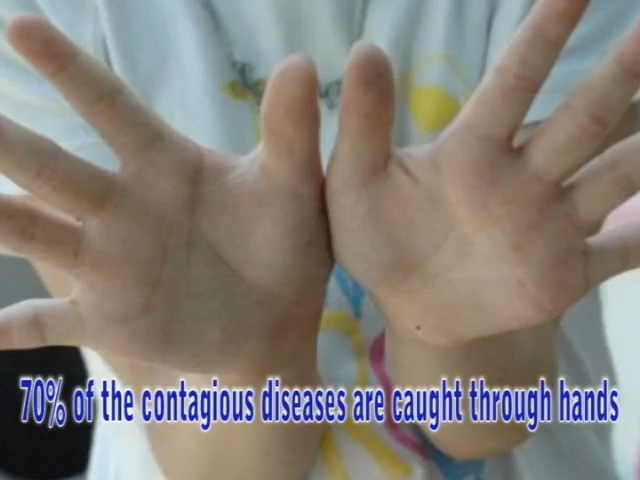 70% of the contagious diseases are caught through hands